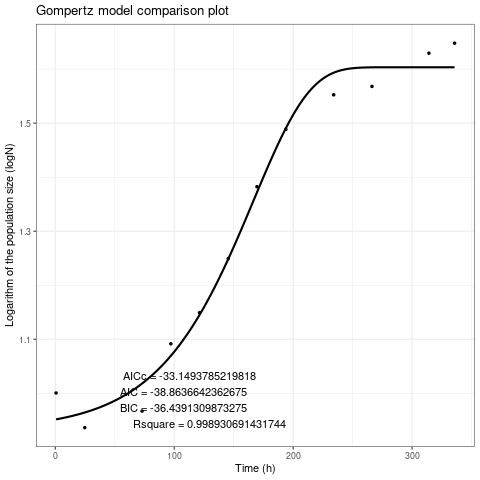 Gompertz model comparison plot
Logarithm of the population size (logN)
1.5
1.3
1.1
AICc = -33.1493785219818
AIC = -38.8636642362675
BIC = -36.4391309873275
Rsquare = 0.998930691431744
0 100 200 300
Time (h)